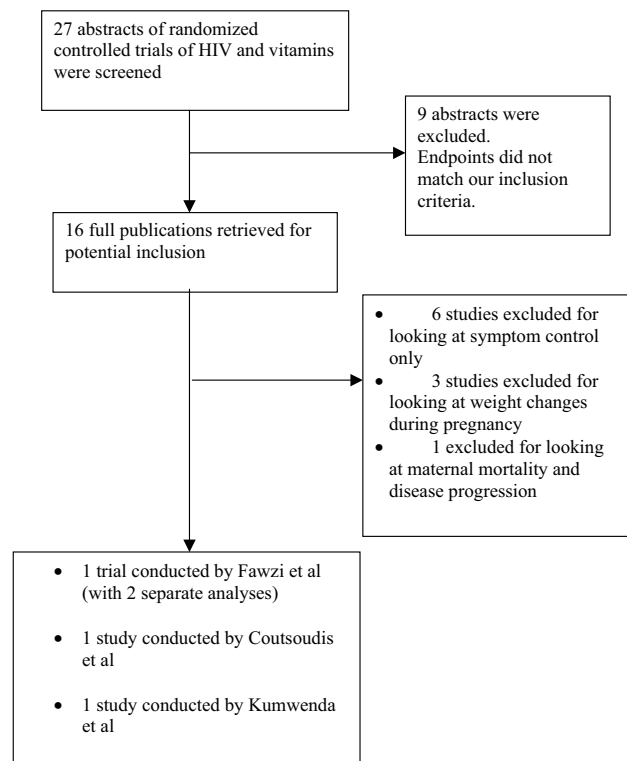 27 abstracts of randomized
controlled trials of HIV and vitamins
were screened
9 abstracts were
excluded.
Endpoints did not
match our inclusion
criteria.
16 full publications retrieved for
potential inclusion
• 6 studies excluded for
looking at symptom control
only
• 3 studies excluded for
looking at weight changes
during pregnancy
• 1 excluded for looking
at maternal mortality and
disease progression
• 1 trial conducted by Fawzi et al
(with 2 separate analyses)
• 1 study conducted by Coutsoudis
et al
• 1 study conducted by Kumwenda
et al